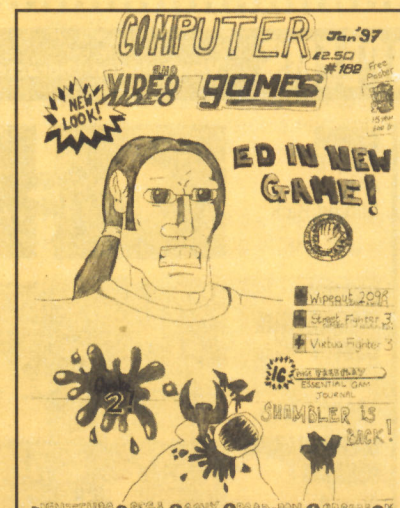 COMPUTER
Jan '97
£2.50
#182
AND
VIDEO GAMES
Free
Poster
NEW
LOOK!
ED IN NEW
GAME!
Wipeout 2098
Street Fighter 3
Virtua Fighter 3
16
ESSENTIAL GAM
JOURNAL
2!
SHAMBLER IS
BACK!